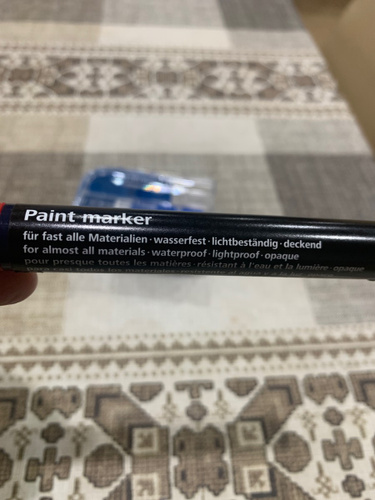 Paint marker
für fast alle Materialien · wasserfest · lichtbeständig · deckend
for almost all materials · waterproof · lightproof · opaque
pour presque toutes les matières · résistant à l'eau et la lumière · opaque